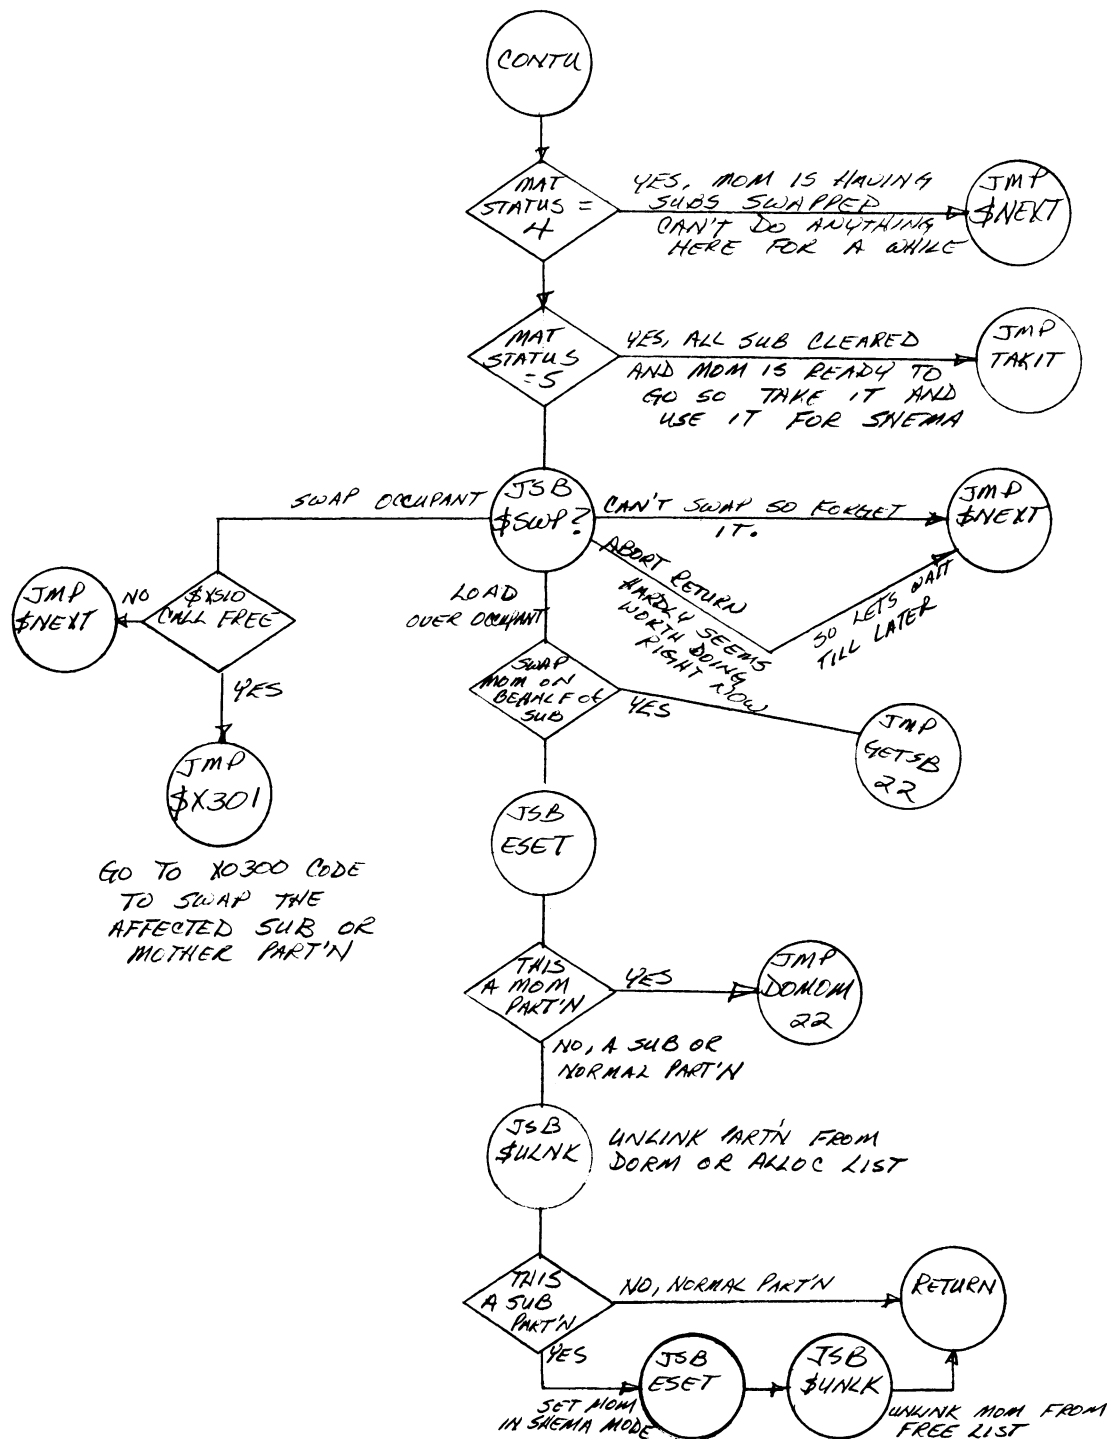 CONTU
MAT
STATUS =
4
YES, MOM IS HAVING
SUBS SWAPPED
CAN'T DO ANYTHING
HERE FOR A WHILE
JMP
$NEXT
MAT
STATUS
=5
YES, ALL SUB CLEARED
AND MOM IS READY TO
GO SO TAKE IT AND
USE IT FOR SHEMA
JMP
TAKIT
SWAP OCCUPANT
JSB
$SWP?
CAN'T SWAP SO FORGET
IT.
JMP
$NEXT
ABORT RETURN
HARDLY SEEMS
WORTH DOING
RIGHT NOW
SO LETS WAIT
TILL LATER
JMP
$NEXT
NO
$XSIO
CALL FREE
YES
JMP
$X301
GO TO X0300 CODE
TO SWAP THE
AFFECTED SUB OR
MOTHER PART'N
LOAD
OVER OCCUPANT
SWAP
MOM ON
BEHALF OF
SUB
YES
JMP
GETSB
22
JSB
ESET
THIS
A MOM
PART'N
YES
JMP
DOMOM
22
NO, A SUB OR
NORMAL PART'N
JSB
$ULNK
UNLINK PART'N FROM
DORM OR ALLOC LIST
THIS
A SUB
PART'N
NO, NORMAL PART'N
RETURN
YES
SET MOM
IN SHEMA MODE
JSB
ESET
JSB
$UNLK
UNLINK MOM FROM
FREE LIST